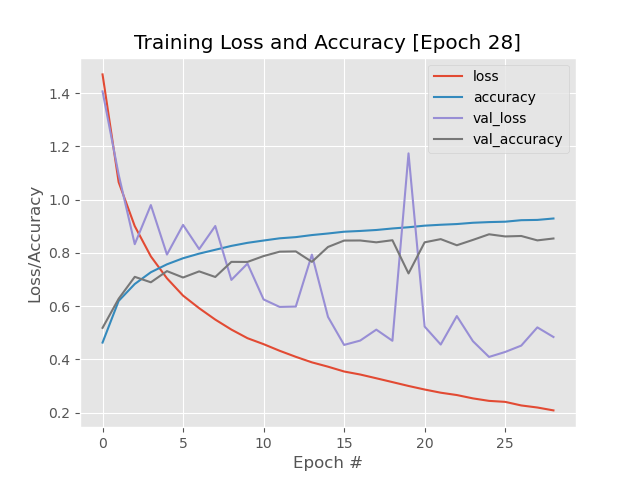 Training Loss and Accuracy [Epoch 28]
loss
accuracy
val_loss
val_accuracy
1.4
1.2
1.0
0.8
0.6
0.4
0.2
Loss/Accuracy
0 5 10 15 20 25
Epoch #